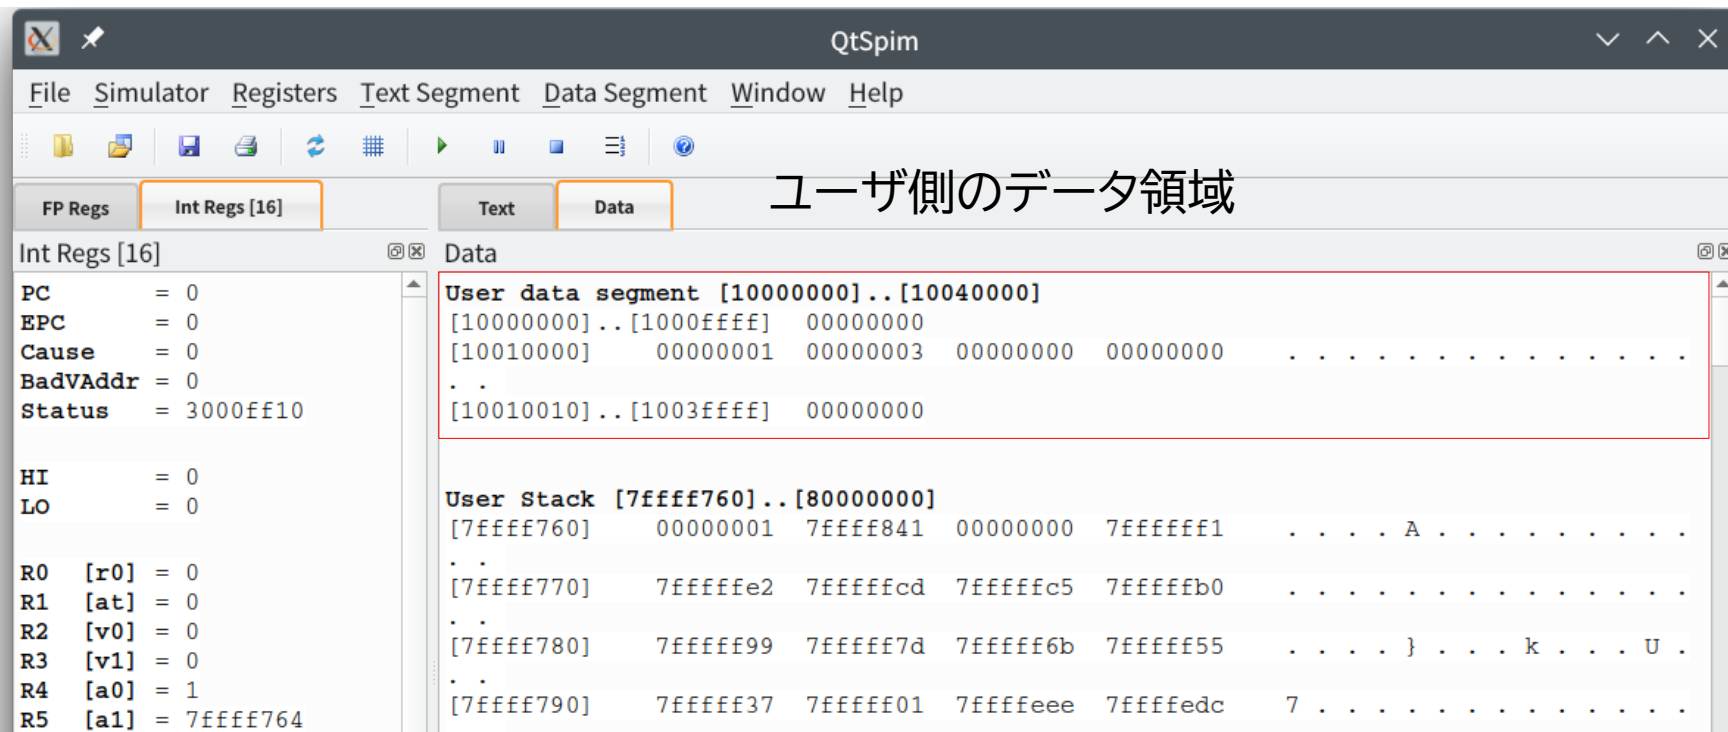 QtSpim
File Simulator Registers Text Segment Data Segment Window Help
ユーザ側のデータ領域
FP Regs Int Regs [16] Text Data
Int Regs [16]
PC = 0
EPC = 0
Cause = 0
BadVAddr = 0
Status = 3000ff10
HI = 0
LO = 0
R0 [r0] = 0
R1 [at] = 0
R2 [v0] = 0
R3 [v1] = 0
R4 [a0] = 1
R5 [a1] = 7ffff764
Data
User data segment [10000000]..[10040000]
[10000000]..[1000ffff] 00000000
[10010000] 00000001 00000003 00000000 00000000 . . . . . . . . . . . . . .
. .
[10010010]..[1003ffff] 00000000
User Stack [7ffff760]..[80000000]
[7ffff760] 00000001 7ffff841 00000000 7ffffff1 . . . . A . . . . . . . . .
. .
[7ffff770] 7fffffe2 7fffffcd 7fffffc5 7fffffb0 . . . . . . . . . . . . . .
. .
[7ffff780] 7fffff99 7fffff7d 7fffff6b 7fffff55 . . . . } . . . k . . . U .
. .
[7ffff790] 7fffff37 7fffff01 7ffffeee 7ffffedc 7 . . . . . . . . . . . . .